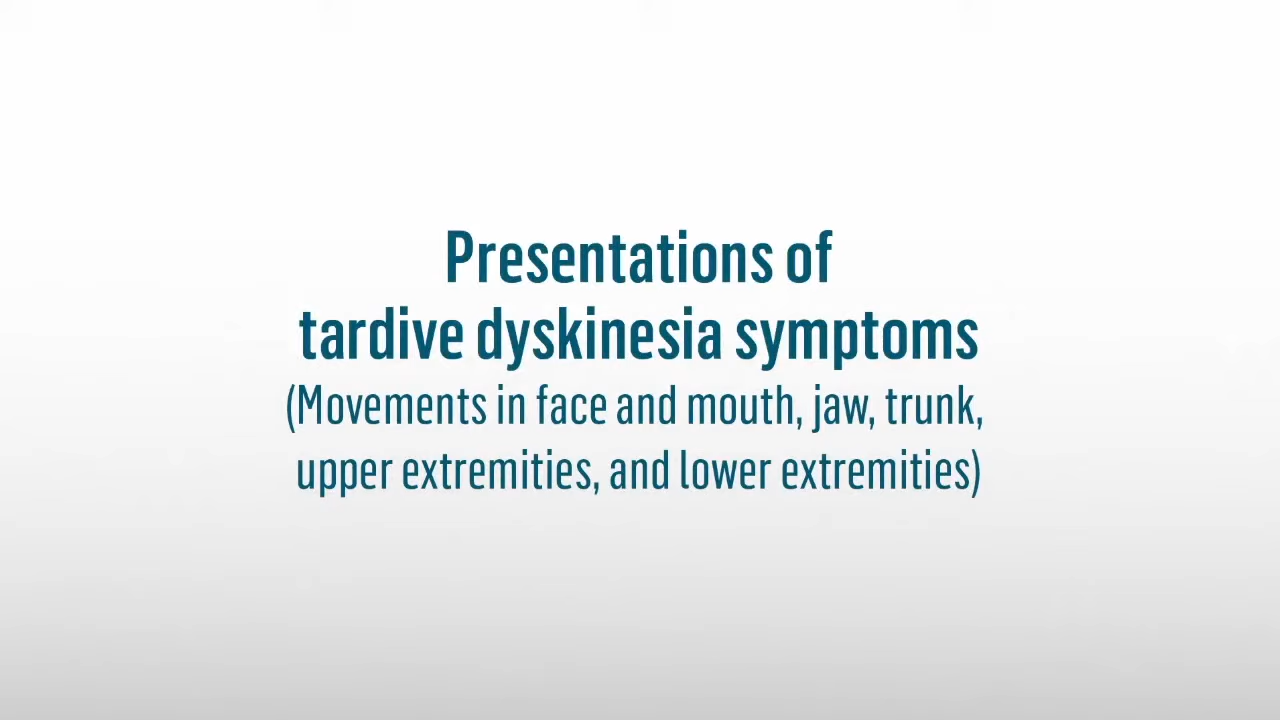 Presentations of
tardive dyskinesia symptoms
(Movements in face and mouth, jaw, trunk,
upper extremities, and lower extremities)